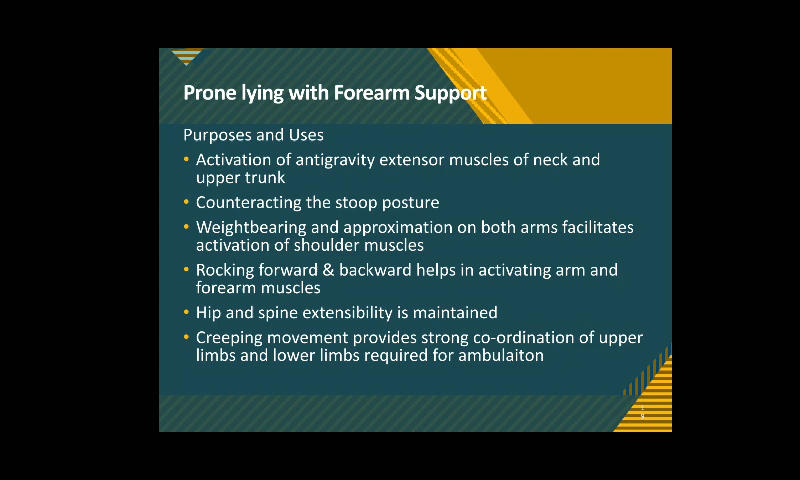 Prone lying with Forearm Support
Purposes and Uses
• Activation of antigravity extensor muscles of neck and
upper trunk
• Counteracting the stoop posture
• Weightbearing and approximation on both arms facilitates
activation of shoulder muscles
• Rocking forward & backward helps in activating arm and
forearm muscles
• Hip and spine extensibility is maintained
• Creeping movement provides strong co-ordination of upper
limbs and lower limbs required for ambulaiton